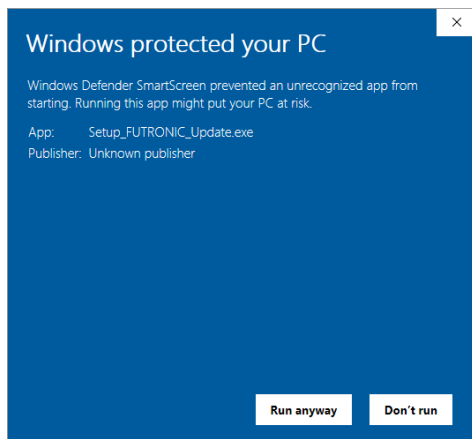 Windows protected your PC
Windows Defender SmartScreen prevented an unrecognized app from
starting. Running this app might put your PC at risk.
App: Setup_FUTRONIC_Update.exe
Publisher: Unknown publisher
Run anyway Don't run